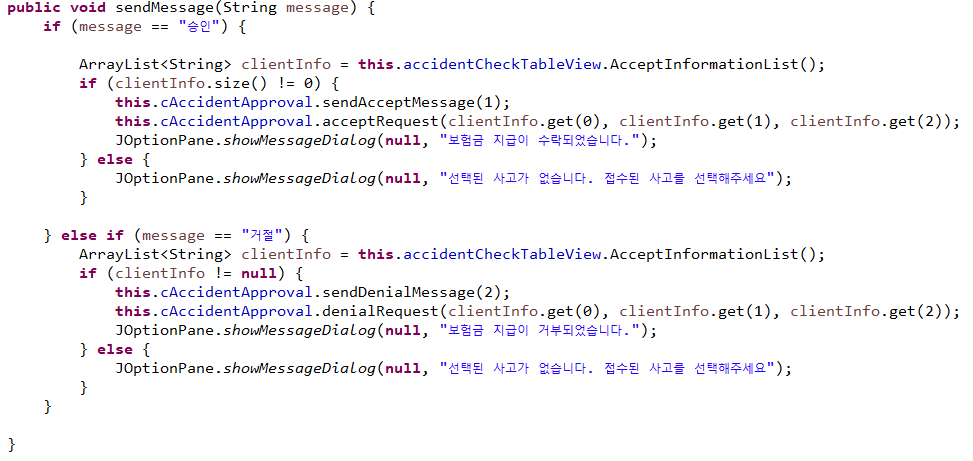 public void sendMessage(String message) {
    if (message == "승인") {

        ArrayList<String> clientInfo = this.accidentCheckTableView.AcceptInformationList();
        if (clientInfo.size() != 0) {
            this.cAccidentApproval.sendAcceptMessage(1);
            this.cAccidentApproval.acceptRequest(clientInfo.get(0), clientInfo.get(1), clientInfo.get(2));
            JOptionPane.showMessageDialog(null, "보험금 지급이 수락되었습니다.");
        } else {
            JOptionPane.showMessageDialog(null, "선택된 사고가 없습니다. 접수된 사고를 선택해주세요");
        }

    } else if (message == "거절") {
        ArrayList<String> clientInfo = this.accidentCheckTableView.AcceptInformationList();
        if (clientInfo != null) {
            this.cAccidentApproval.sendDenialMessage(2);
            this.cAccidentApproval.denialRequest(clientInfo.get(0), clientInfo.get(1), clientInfo.get(2));
            JOptionPane.showMessageDialog(null, "보험금 지급이 거부되었습니다.");
        } else {
            JOptionPane.showMessageDialog(null, "선택된 사고가 없습니다. 접수된 사고를 선택해주세요");
        }
    }

}